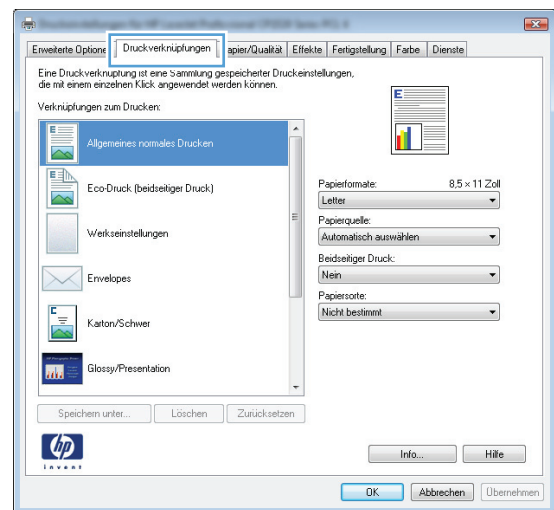 Erweiterte Optionen
Druckverknüpfungen
Papier/Qualität
Effekte
Fertigstellung
Farbe
Dienste
Eine Druckverknüpfung ist eine Sammlung gespeicherter Druckeinstellungen,
die mit einem einzelnen Klick angewendet werden können.
Verknüpfungen zum Drucken:
Allgemeines normales Drucken
Eco-Druck (beidseitiger Druck)
Werkseinstellungen
Envelopes
Karton/Schwer
Glossy/Presentation
Speichern unter...
Löschen
Zurücksetzen
Papierformate:
8,5 × 11 Zoll
Letter
Papierquelle:
Automatisch auswählen
Beidseitiger Druck:
Nein
Papiersorte:
Nicht bestimmt
hp
invent
Info...
Hilfe
OK
Abbrechen
Übernehmen